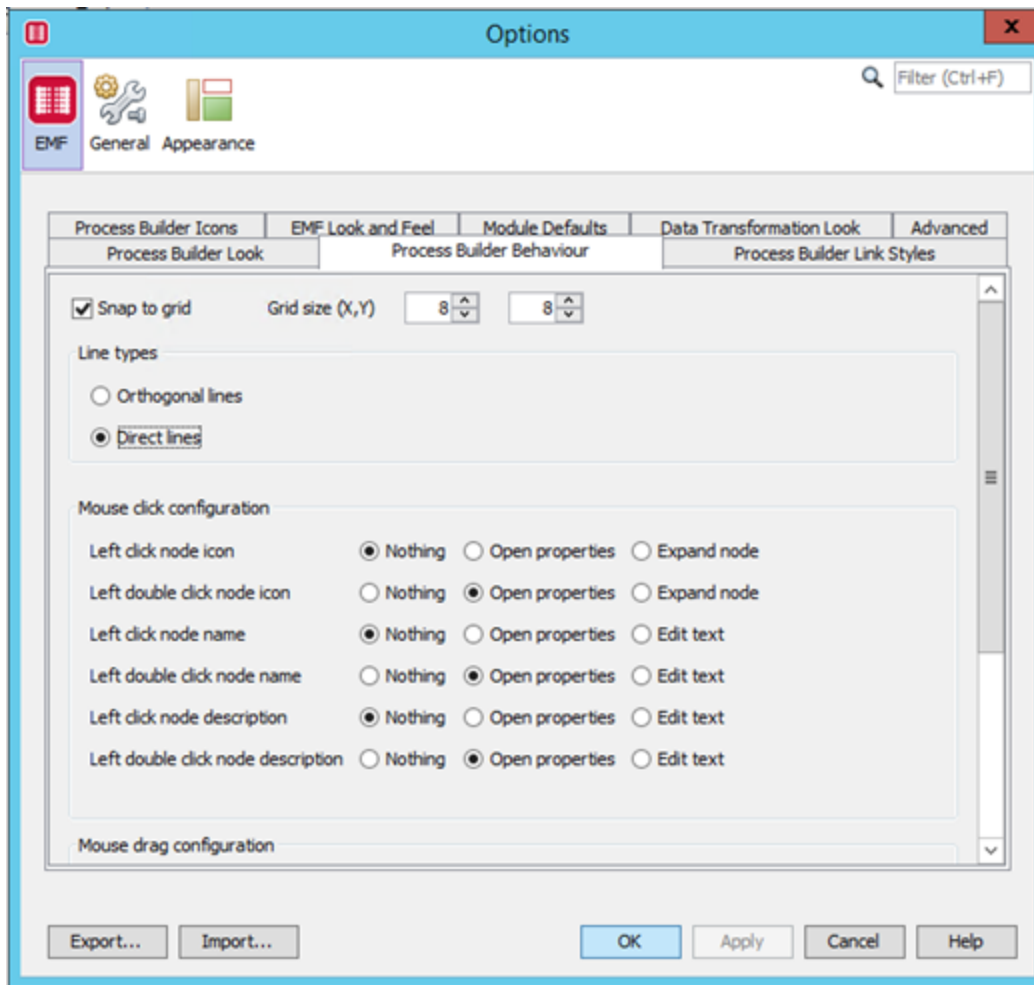 Options
x
Filter (Ctrl+F)
EMF General Appearance
Process Builder Icons EMF Look and Feel Module Defaults Data Transformation Look Advanced
Process Builder Look Process Builder Behaviour Process Builder Link Styles
Snap to grid Grid size (X,Y) 8 8
Line types
Orthogonal lines
Direct lines
Mouse click configuration
Left click node icon Nothing Open properties Expand node
Left double click node icon Nothing Open properties Expand node
Left click node name Nothing Open properties Edit text
Left double click node name Nothing Open properties Edit text
Left click node description Nothing Open properties Edit text
Left double click node description Nothing Open properties Edit text
Mouse drag configuration
Export... Import... OK Apply Cancel Help